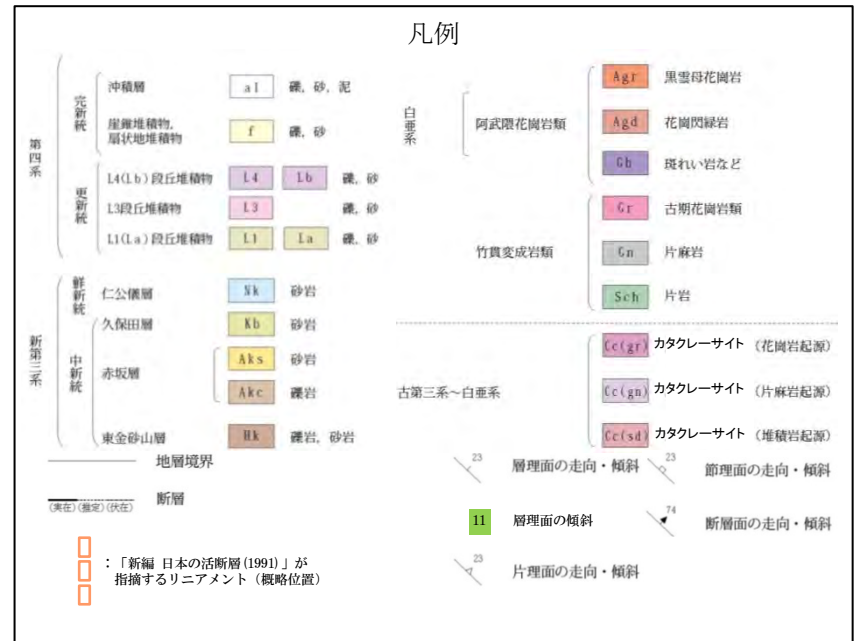 凡例
第四系
完新統
沖積層 al 礫, 砂, 泥
崖錐堆積物,
扇状地堆積物 f 礫, 砂
更新統
L4(Lb)段丘堆積物 L4 Lb 礫, 砂
L3段丘堆積物 L3 礫, 砂
L1(La)段丘堆積物 L1 La 礫, 砂
新第三系
鮮新統
仁公儀層 Nk 砂岩
中新統
久保田層 Kb 砂岩
赤坂層
Aks 砂岩
Akc 礫岩
東金砂山層 Hk 礫岩, 砂岩
地層境界
断層
(実在)(推定)(伏在)
:「新編 日本の活断層(1991)」が
指摘するリニアメント（概略位置）
白亜系
阿武隈花崗岩類
Agr 黒雲母花崗岩
Agd 花崗閃緑岩
Gb 斑れい岩など
竹貫変成岩類
Gr 古期花崗岩類
Gn 片麻岩
Sch 片岩
古第三系～白亜系
Cc(gr) カタクレーサイト (花崗岩起源)
Cc(gn) カタクレーサイト (片麻岩起源)
Cc(sd) カタクレーサイト (堆積岩起源)
23 層理面の走向・傾斜
23 節理面の走向・傾斜
11 層理面の傾斜
74 断層面の走向・傾斜
23 片理面の走向・傾斜